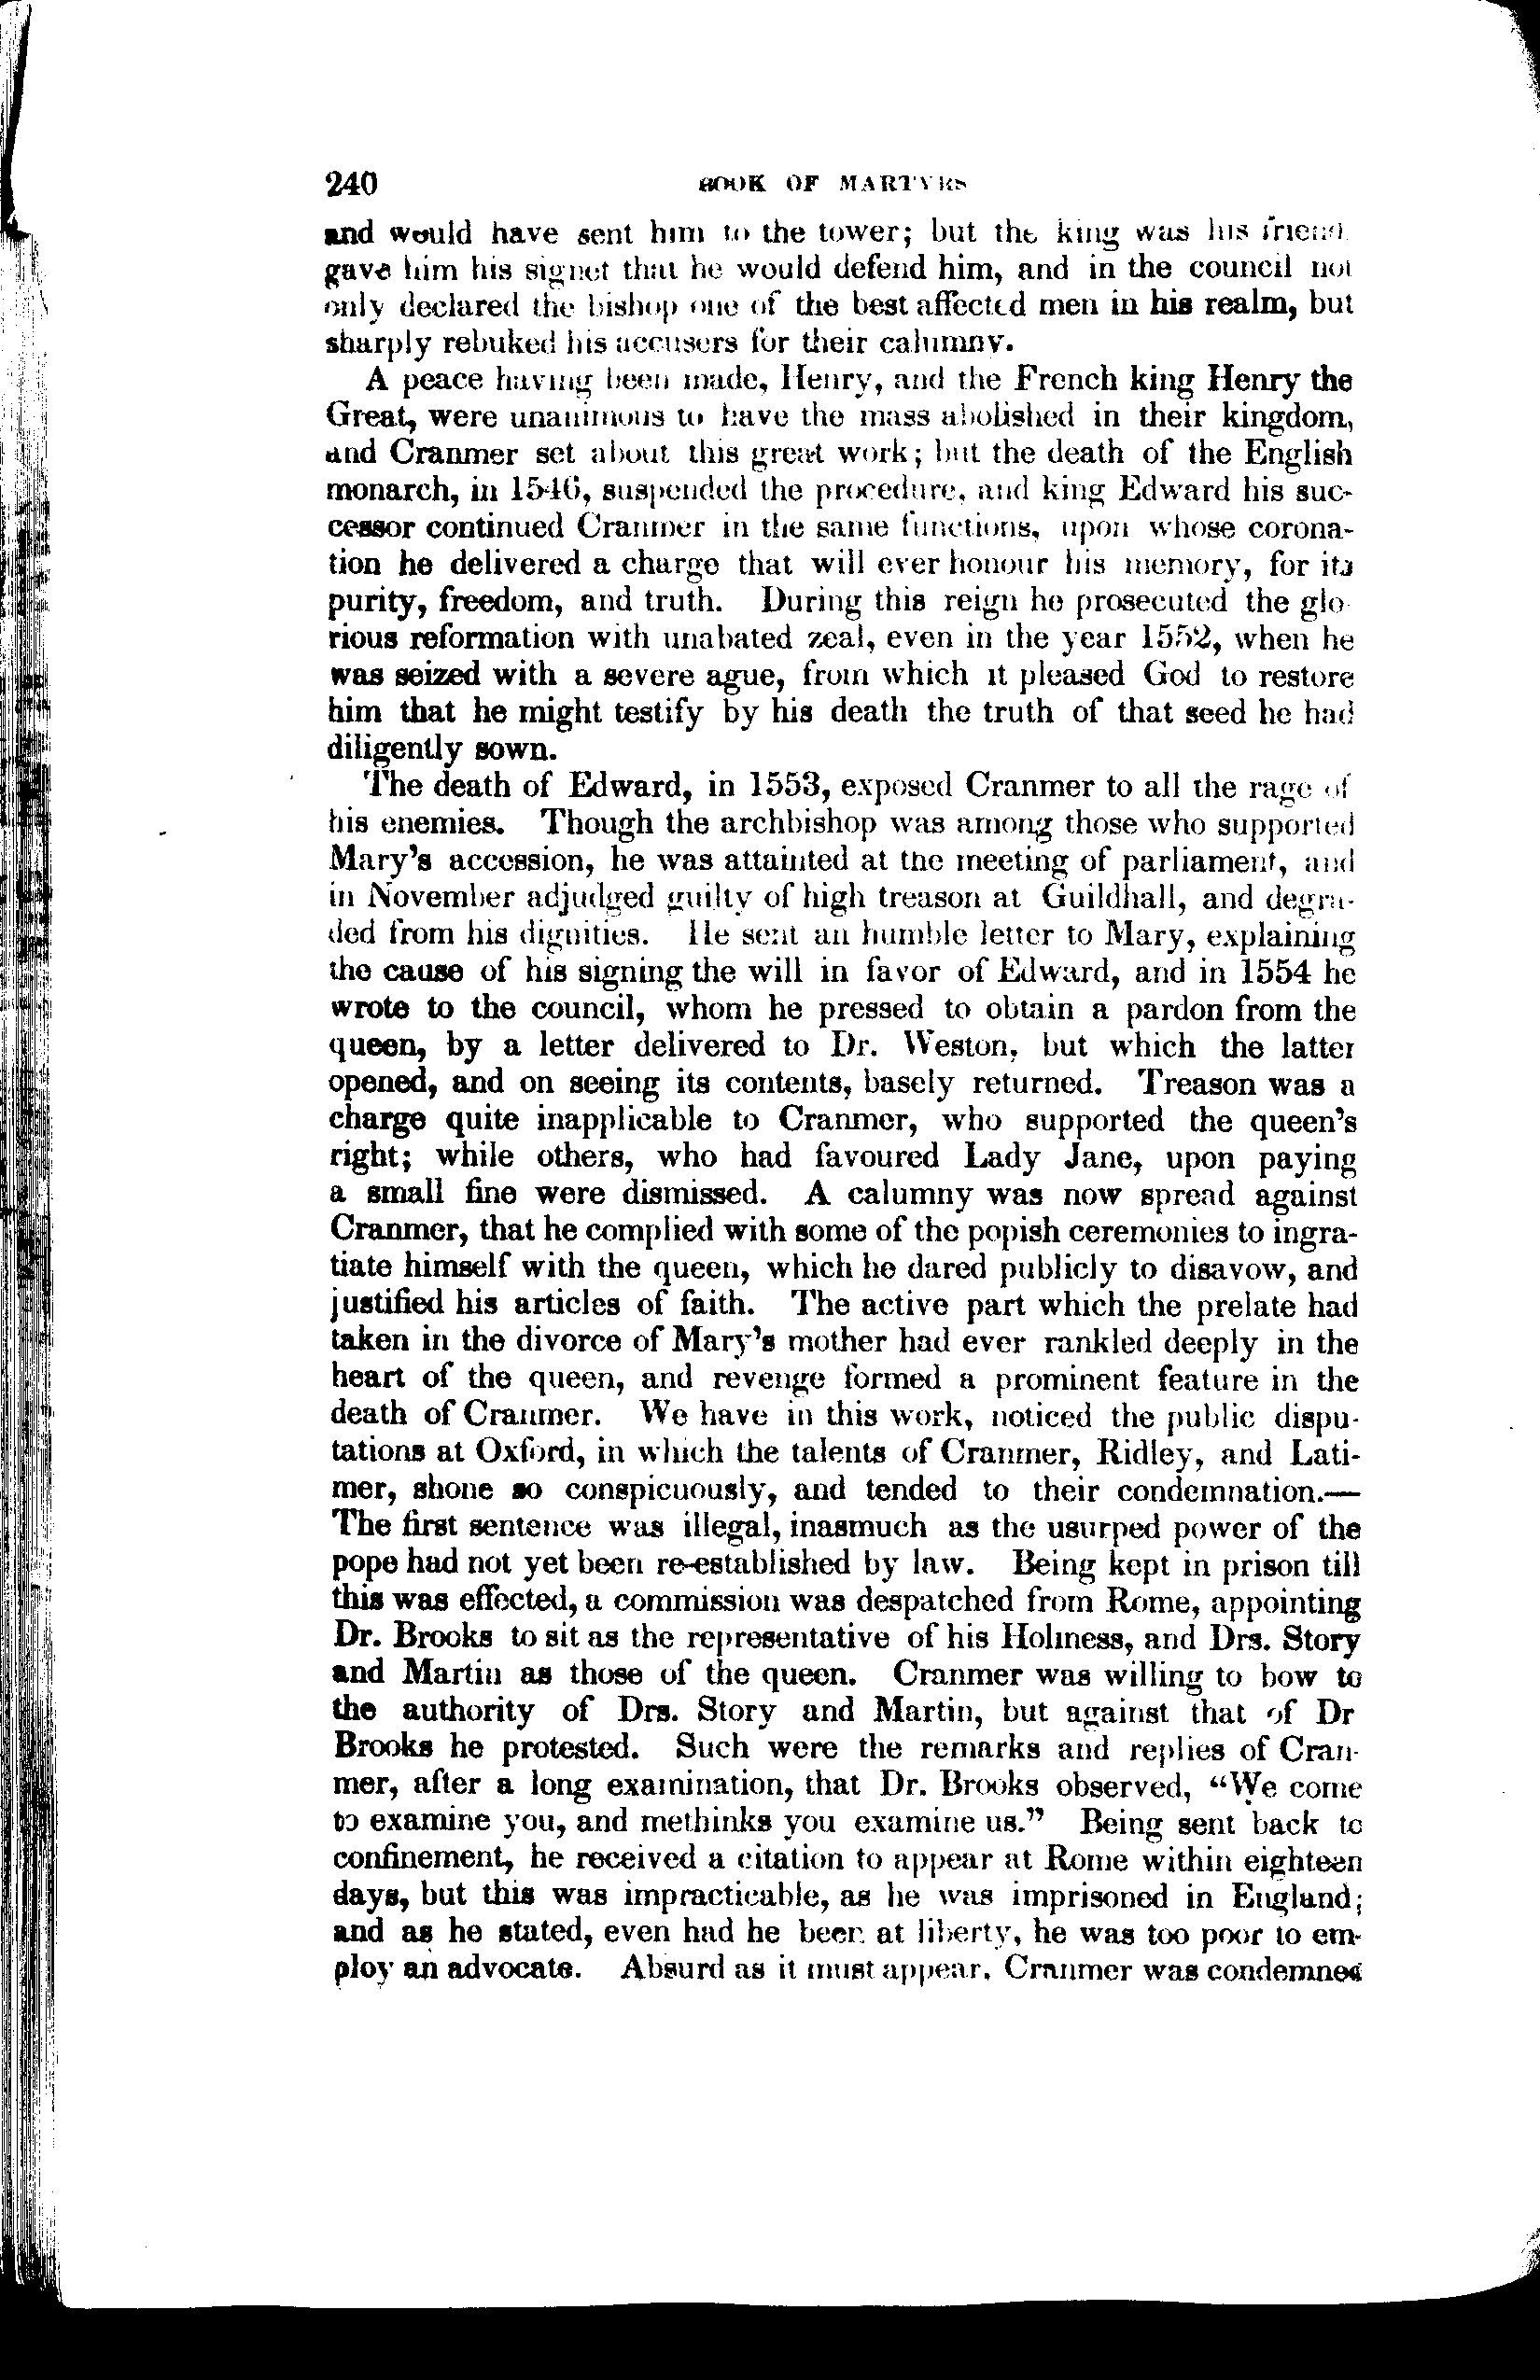 240 BOOK OF MARTYRS
and would have sent him to the tower; but the king was his friend
gave him his signet that he would defend him, and in the council not
only declared the bishop one of the best affected men in his realm, but
sharply rebuked his accusers for their calumny.
A peace having been made, Henry, and the French king Henry the
Great, were unanimous to have the mass abolished in their kingdom,
and Cranmer set about this great work; but the death of the English
monarch, in 1546, suspended the procedure, and king Edward his suc-
cessor continued Cranmer in the same functions, upon whose corona-
tion he delivered a charge that will ever honour his memory, for its
purity, freedom, and truth. During this reign he prosecuted the glo
rious reformation with unabated zeal, even in the year 1552, when he
was seized with a severe ague, from which it pleased God to restore
him that he might testify by his death the truth of that seed he had
diligently sown.
The death of Edward, in 1553, exposed Cranmer to all the rage of
his enemies. Though the archbishop was among those who supported
Mary's accession, he was attainted at the meeting of parliament, and
in November adjudged guilty of high treason at Guildhall, and degra-
ded from his dignities. He sent an humble letter to Mary, explaining
the cause of his signing the will in favor of Edward, and in 1554 he
wrote to the council, whom he pressed to obtain a pardon from the
queen, by a letter delivered to Dr. Weston, but which the latter
opened, and on seeing its contents, basely returned. Treason was a
charge quite inapplicable to Cranmer, who supported the queen's
right; while others, who had favoured Lady Jane, upon paying
a small fine were dismissed. A calumny was now spread against
Cranmer, that he complied with some of the popish ceremonies to ingra-
tiate himself with the queen, which he dared publicly to disavow, and
justified his articles of faith. The active part which the prelate had
taken in the divorce of Mary's mother had ever rankled deeply in the
heart of the queen, and revenge formed a prominent feature in the
death of Cranmer. We have in this work, noticed the public dispu-
tations at Oxford, in which the talents of Cranmer, Ridley, and Lati-
mer, shone so conspicuously, and tended to their condemnation.—
The first sentence was illegal, inasmuch as the usurped power of the
pope had not yet been re-established by law. Being kept in prison till
this was effected, a commission was despatched from Rome, appointing
Dr. Brooks to sit as the representative of his Holiness, and Drs. Story
and Martin as those of the queen. Cranmer was willing to bow to
the authority of Drs. Story and Martin, but against that of Dr
Brooks he protested. Such were the remarks and replies of Cran-
mer, after a long examination, that Dr. Brooks observed, "We come
to examine you, and methinks you examine us." Being sent back to
confinement, he received a citation to appear at Rome within eighteen
days, but this was impracticable, as he was imprisoned in England;
and as he stated, even had he been at liberty, he was too poor to em-
ploy an advocate. Absurd as it must appear, Cranmer was condemned